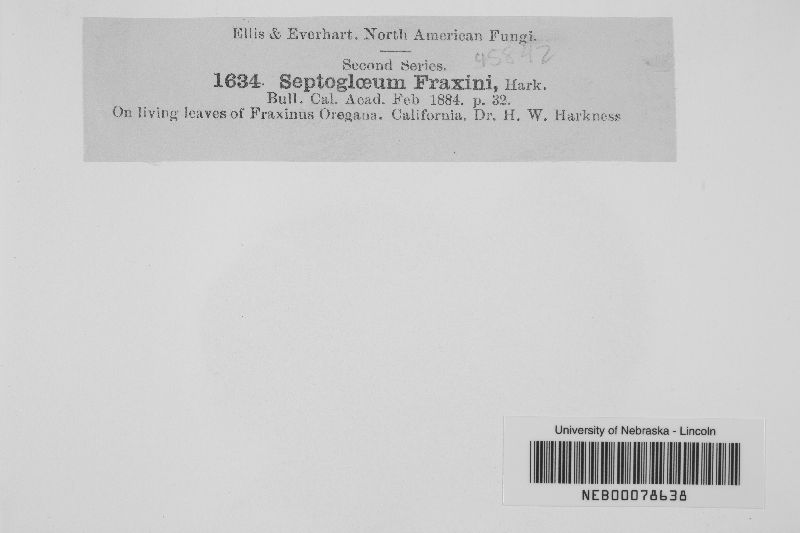 Ellis & Everhart, North American Fungi.
45842
Second Series.
1634. Septoglœum Fraxini, Hark.
Bull. Cal. Acad. Feb 1884. p. 32.
On living leaves of Fraxinus Oregana. California, Dr. H. W. Harkness
University of Nebraska - Lincoln
NEB00078638